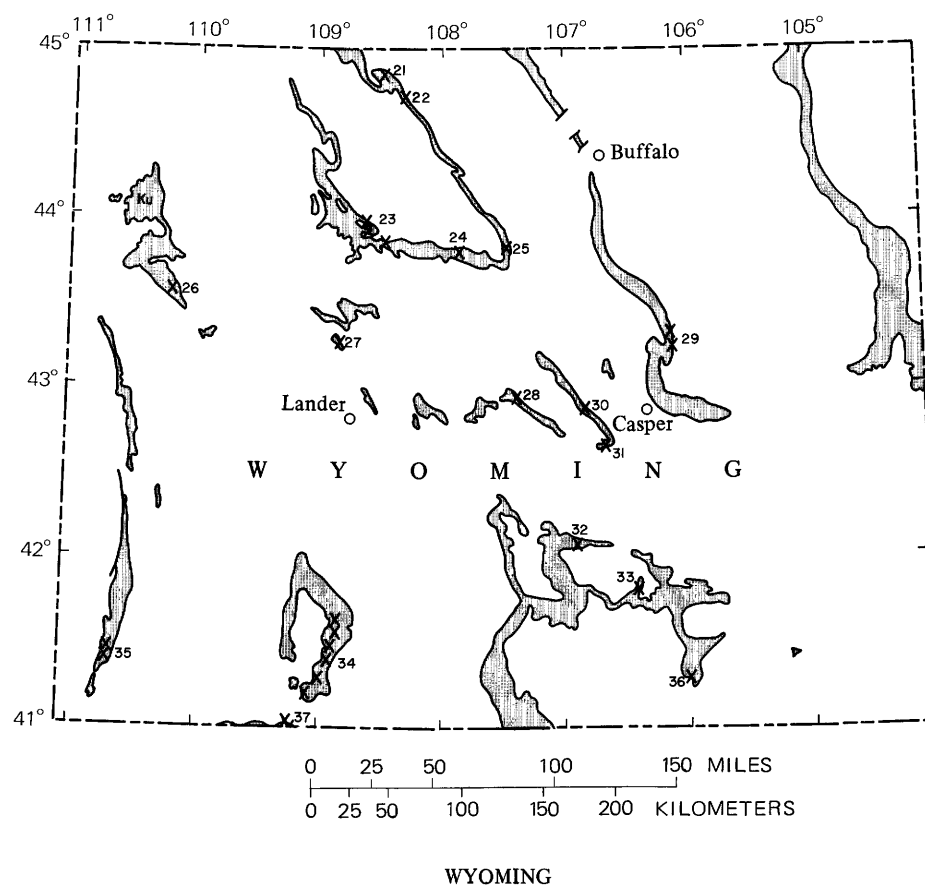 111° 110° 109° 108° 107° 106° 105°
45°
21
22
Buffalo
44°
Ku
23
24
25
26
27
29
43°
Lander
28
30
Casper
31
W Y O M I N G
42°
32
33
35
34
36
41°
37
0 25 50 100 150 MILES
0 25 50 100 150 200 KILOMETERS
WYOMING